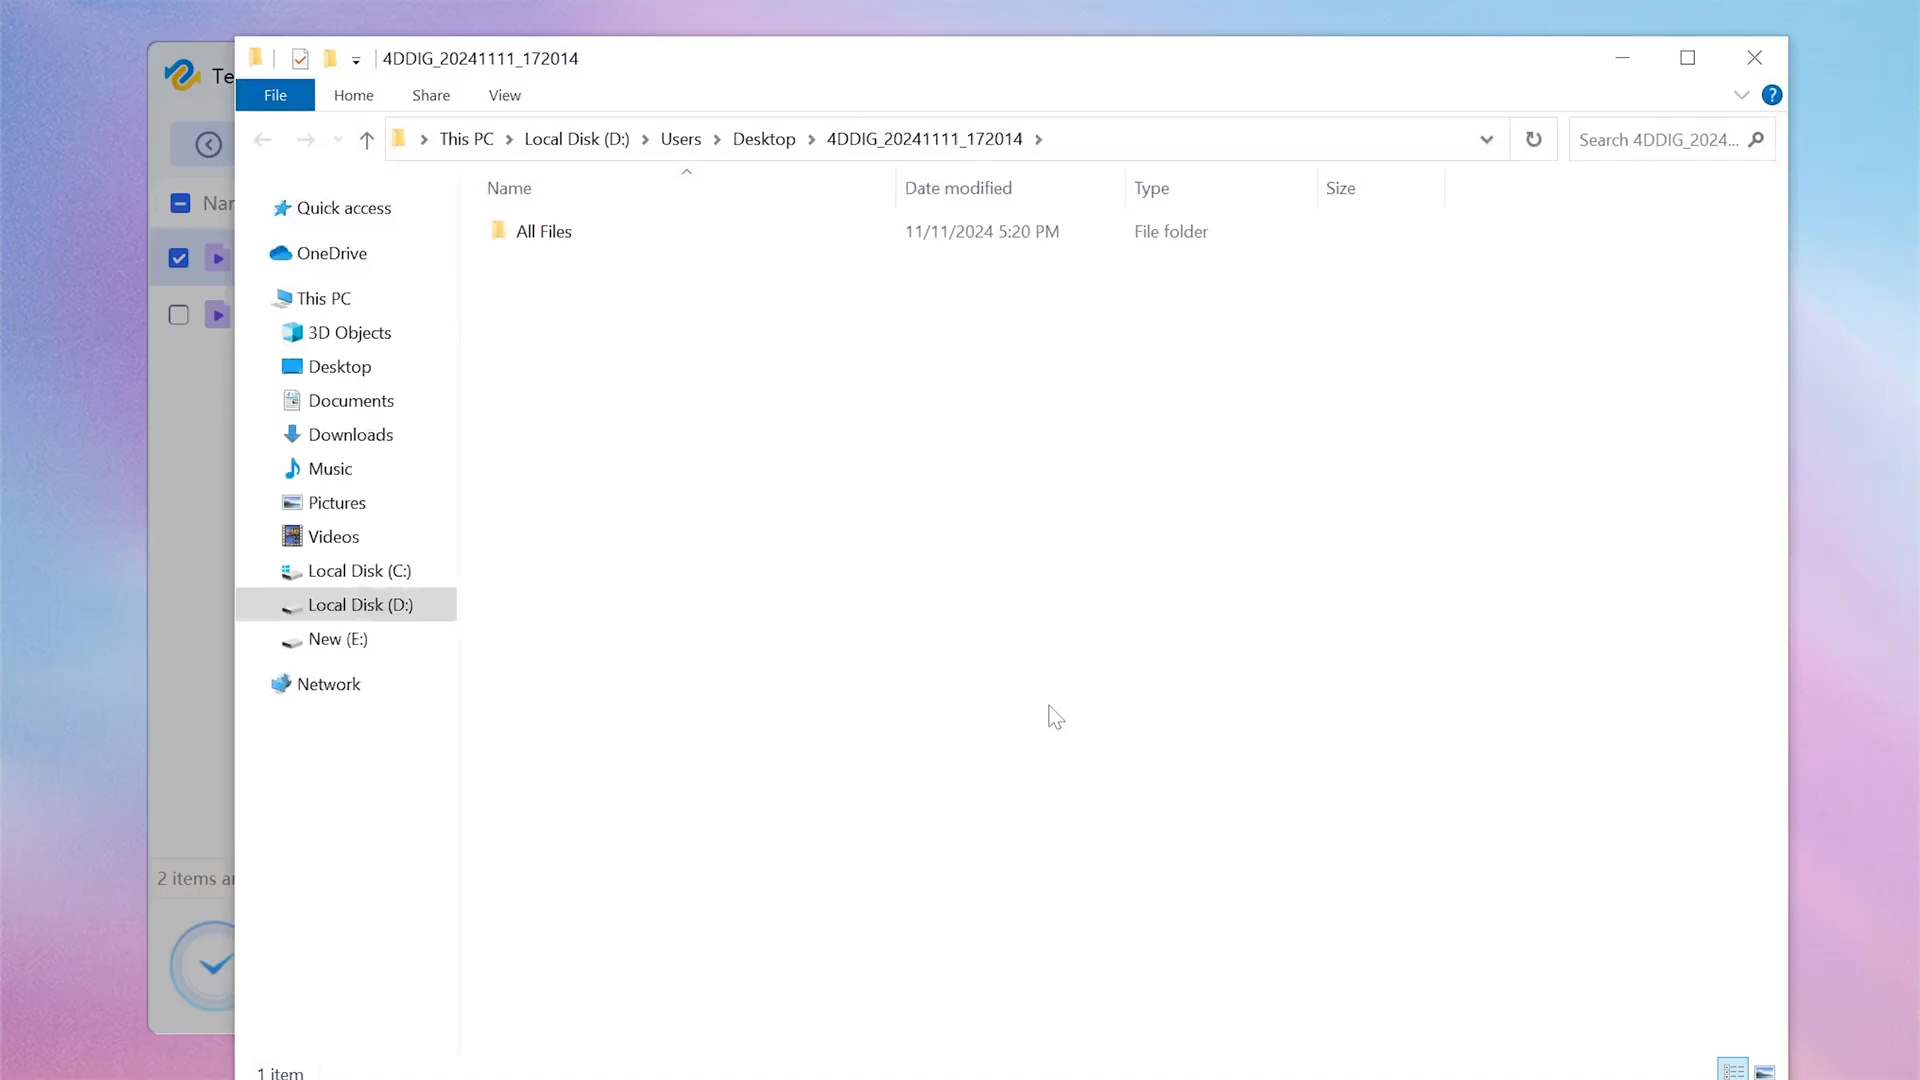 4DDIG_20241111_172014
File Home Share View
This PC Local Disk (D:) Users Desktop 4DDIG_20241111_172014
Search 4DDIG_2024...
Name Date modified Type Size
All Files 11/11/2024 5:20 PM File folder
Quick access
OneDrive
This PC
3D Objects
Desktop
Documents
Downloads
Music
Pictures
Videos
Local Disk (C:)
Local Disk (D:)
New (E:)
Network
1 item
Te
Nar
2 items ar